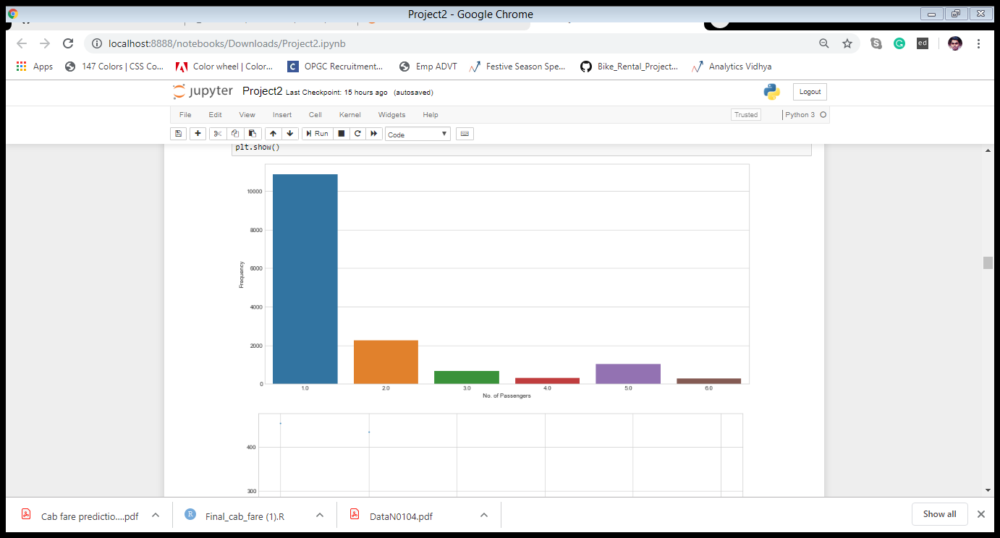 Project2 - Google Chrome
localhost:8888/notebooks/Downloads/Project2.ipynb
ed
Apps 147 Colors | CSS Co... Color wheel | Color... C OPGC Recruitment... Emp ADVT Festive Season Spe... Bike_Rental_Project... Analytics Vidhya
jupyter Project2 Last Checkpoint: 15 hours ago (autosaved) Logout
File Edit View Insert Cell Kernel Widgets Help Trusted Python 3
Run Code
plt.show()
10000
8000
6000
Frequency
4000
2000
0
1.0 2.0 3.0 4.0 5.0 6.0
No. of Passengers
400
300
Cab fare predictio....pdf R Final_cab_fare (1).R DataN0104.pdf Show all